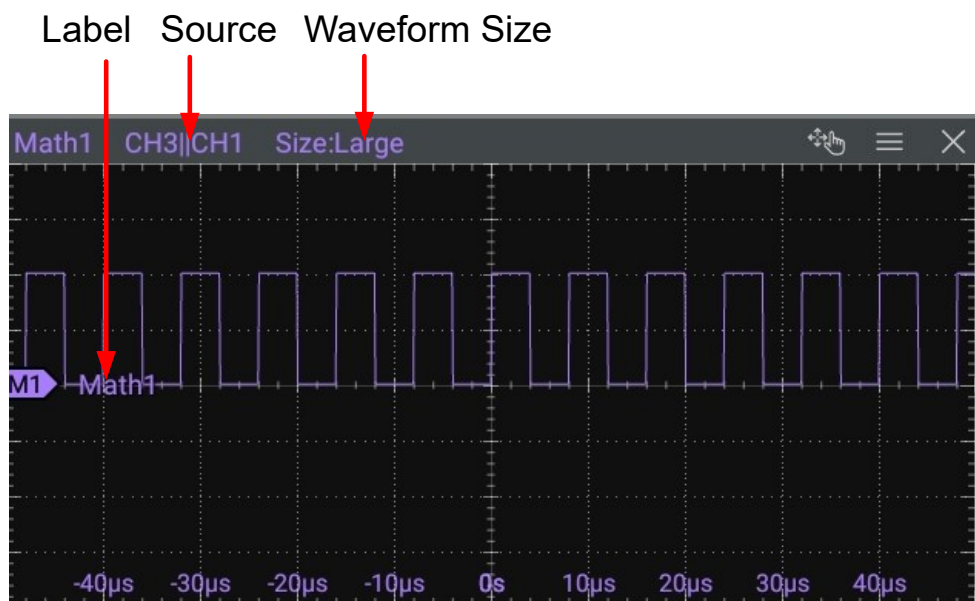 Label Source Waveform Size
Math1 CH3||CH1 Size:Large
M1 Math1
-40μs -30μs -20μs -10μs 0s 10μs 20μs 30μs 40μs